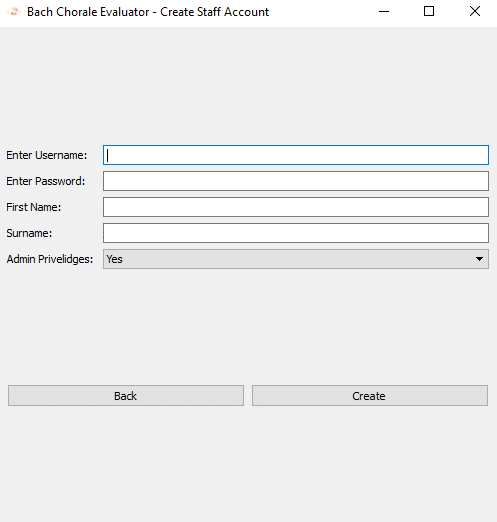 Bach Chorale Evaluator - Create Staff Account
Enter Username:
Enter Password:
First Name:
Surname:
Admin Privelidges: Yes
Back Create